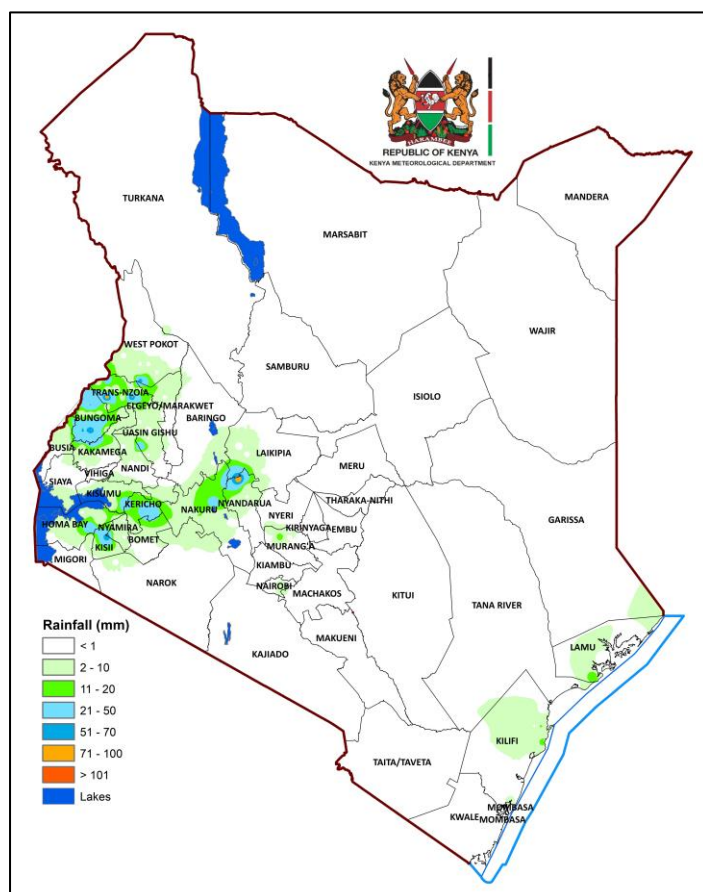 HARAMBEE
REPUBLIC OF KENYA
KENYA METEOROLOGICAL DEPARTMENT
MANDERA
TURKANA
MARSABIT
WAJIR
WEST POKOT
SAMBURU
ISIOLO
TRANS-NZOIA
ELGEYO/MARAKWET
BUNGOMA
BARINGO
UASIN GISHU
BUSIA
KAKAMEGA
LAIKIPIA
NANDI
MERU
VIHIGA
SIAYA
KISUMU
KERICHO
NYANDARUA
THARAKA-NITHI
NAKURU
NYERI
GARISSA
HOMA BAY
NYAMIRA
KIRINYAGA
EMBU
KISII
BOMET
MURANG'A
MIGORI
KIAMBU
NAROK
NAIROBI
MACHAKOS
KITUI
TANA RIVER
Rainfall (mm)
< 1
2 - 10
11 - 20
21 - 50
51 - 70
71 - 100
> 101
Lakes
MAKUENI
KAJIADO
LAMU
KILIFI
TAITA/TAVETA
MOMBASA
KWALE
MOMBASA